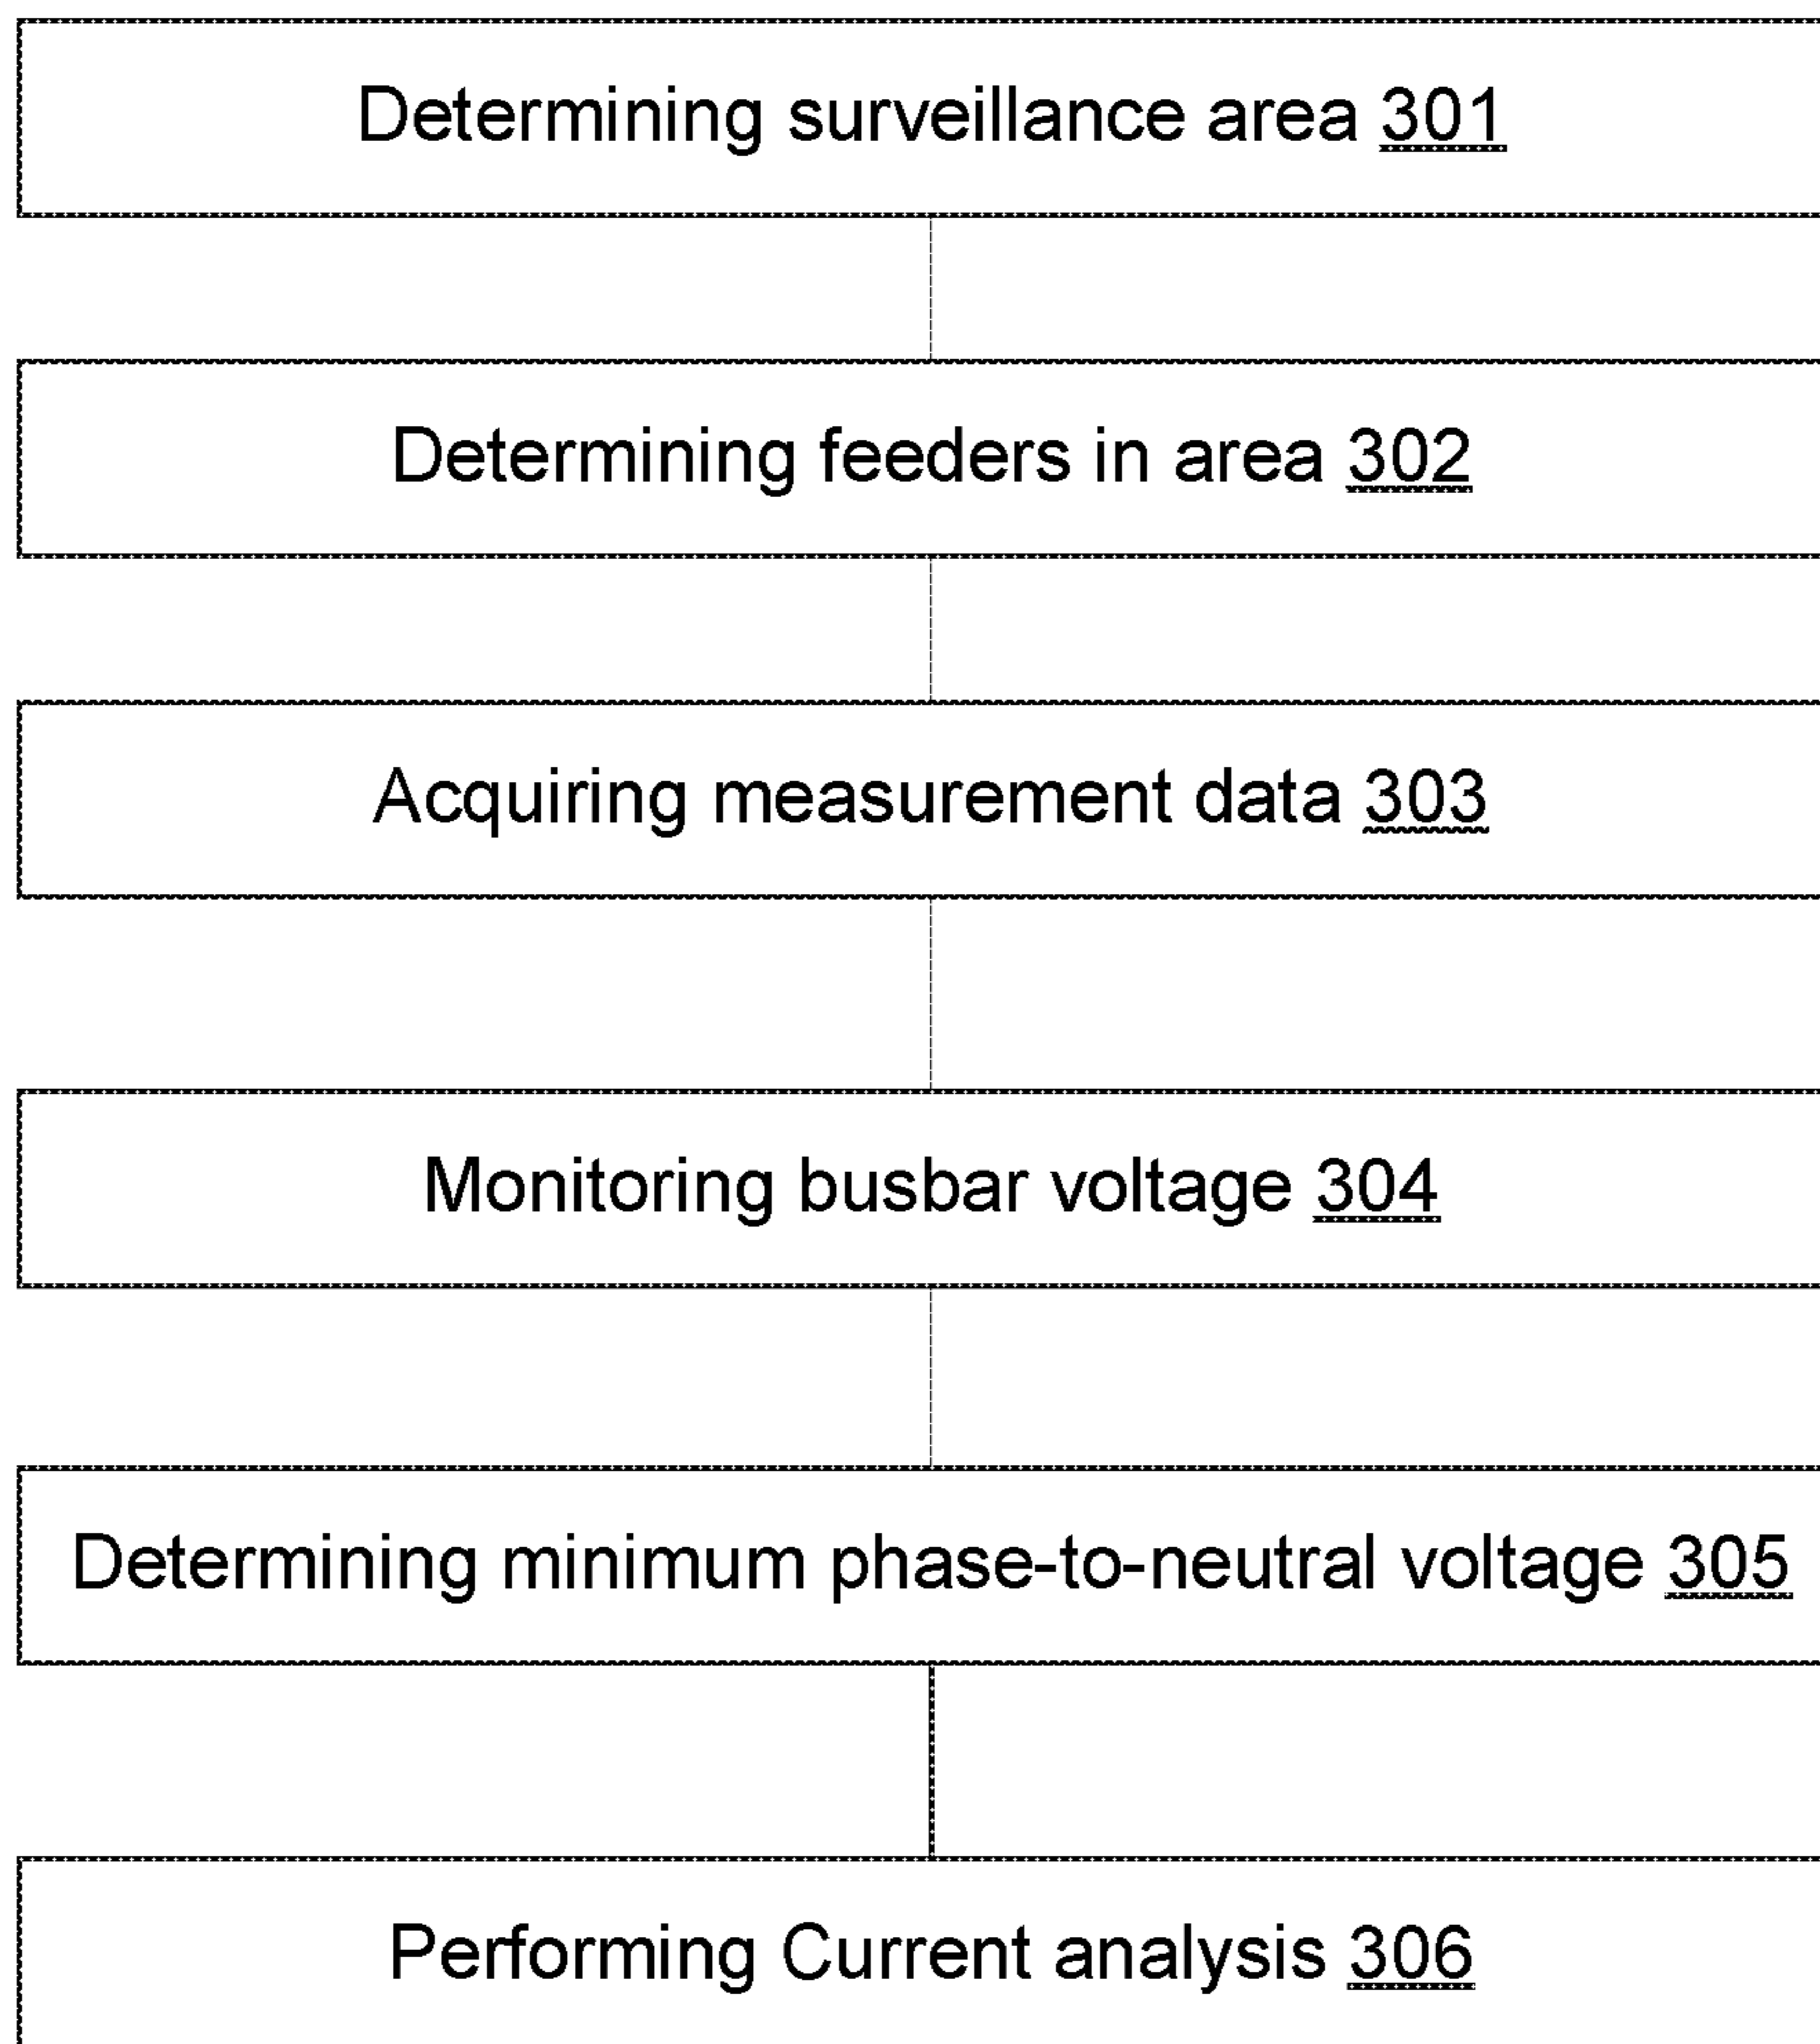 Determining surveillance area 301
Determining feeders in area 302
Acquiring measurement data 303
Monitoring busbar voltage 304
Determining minimum phase-to-neutral voltage 305
Performing Current analysis 306